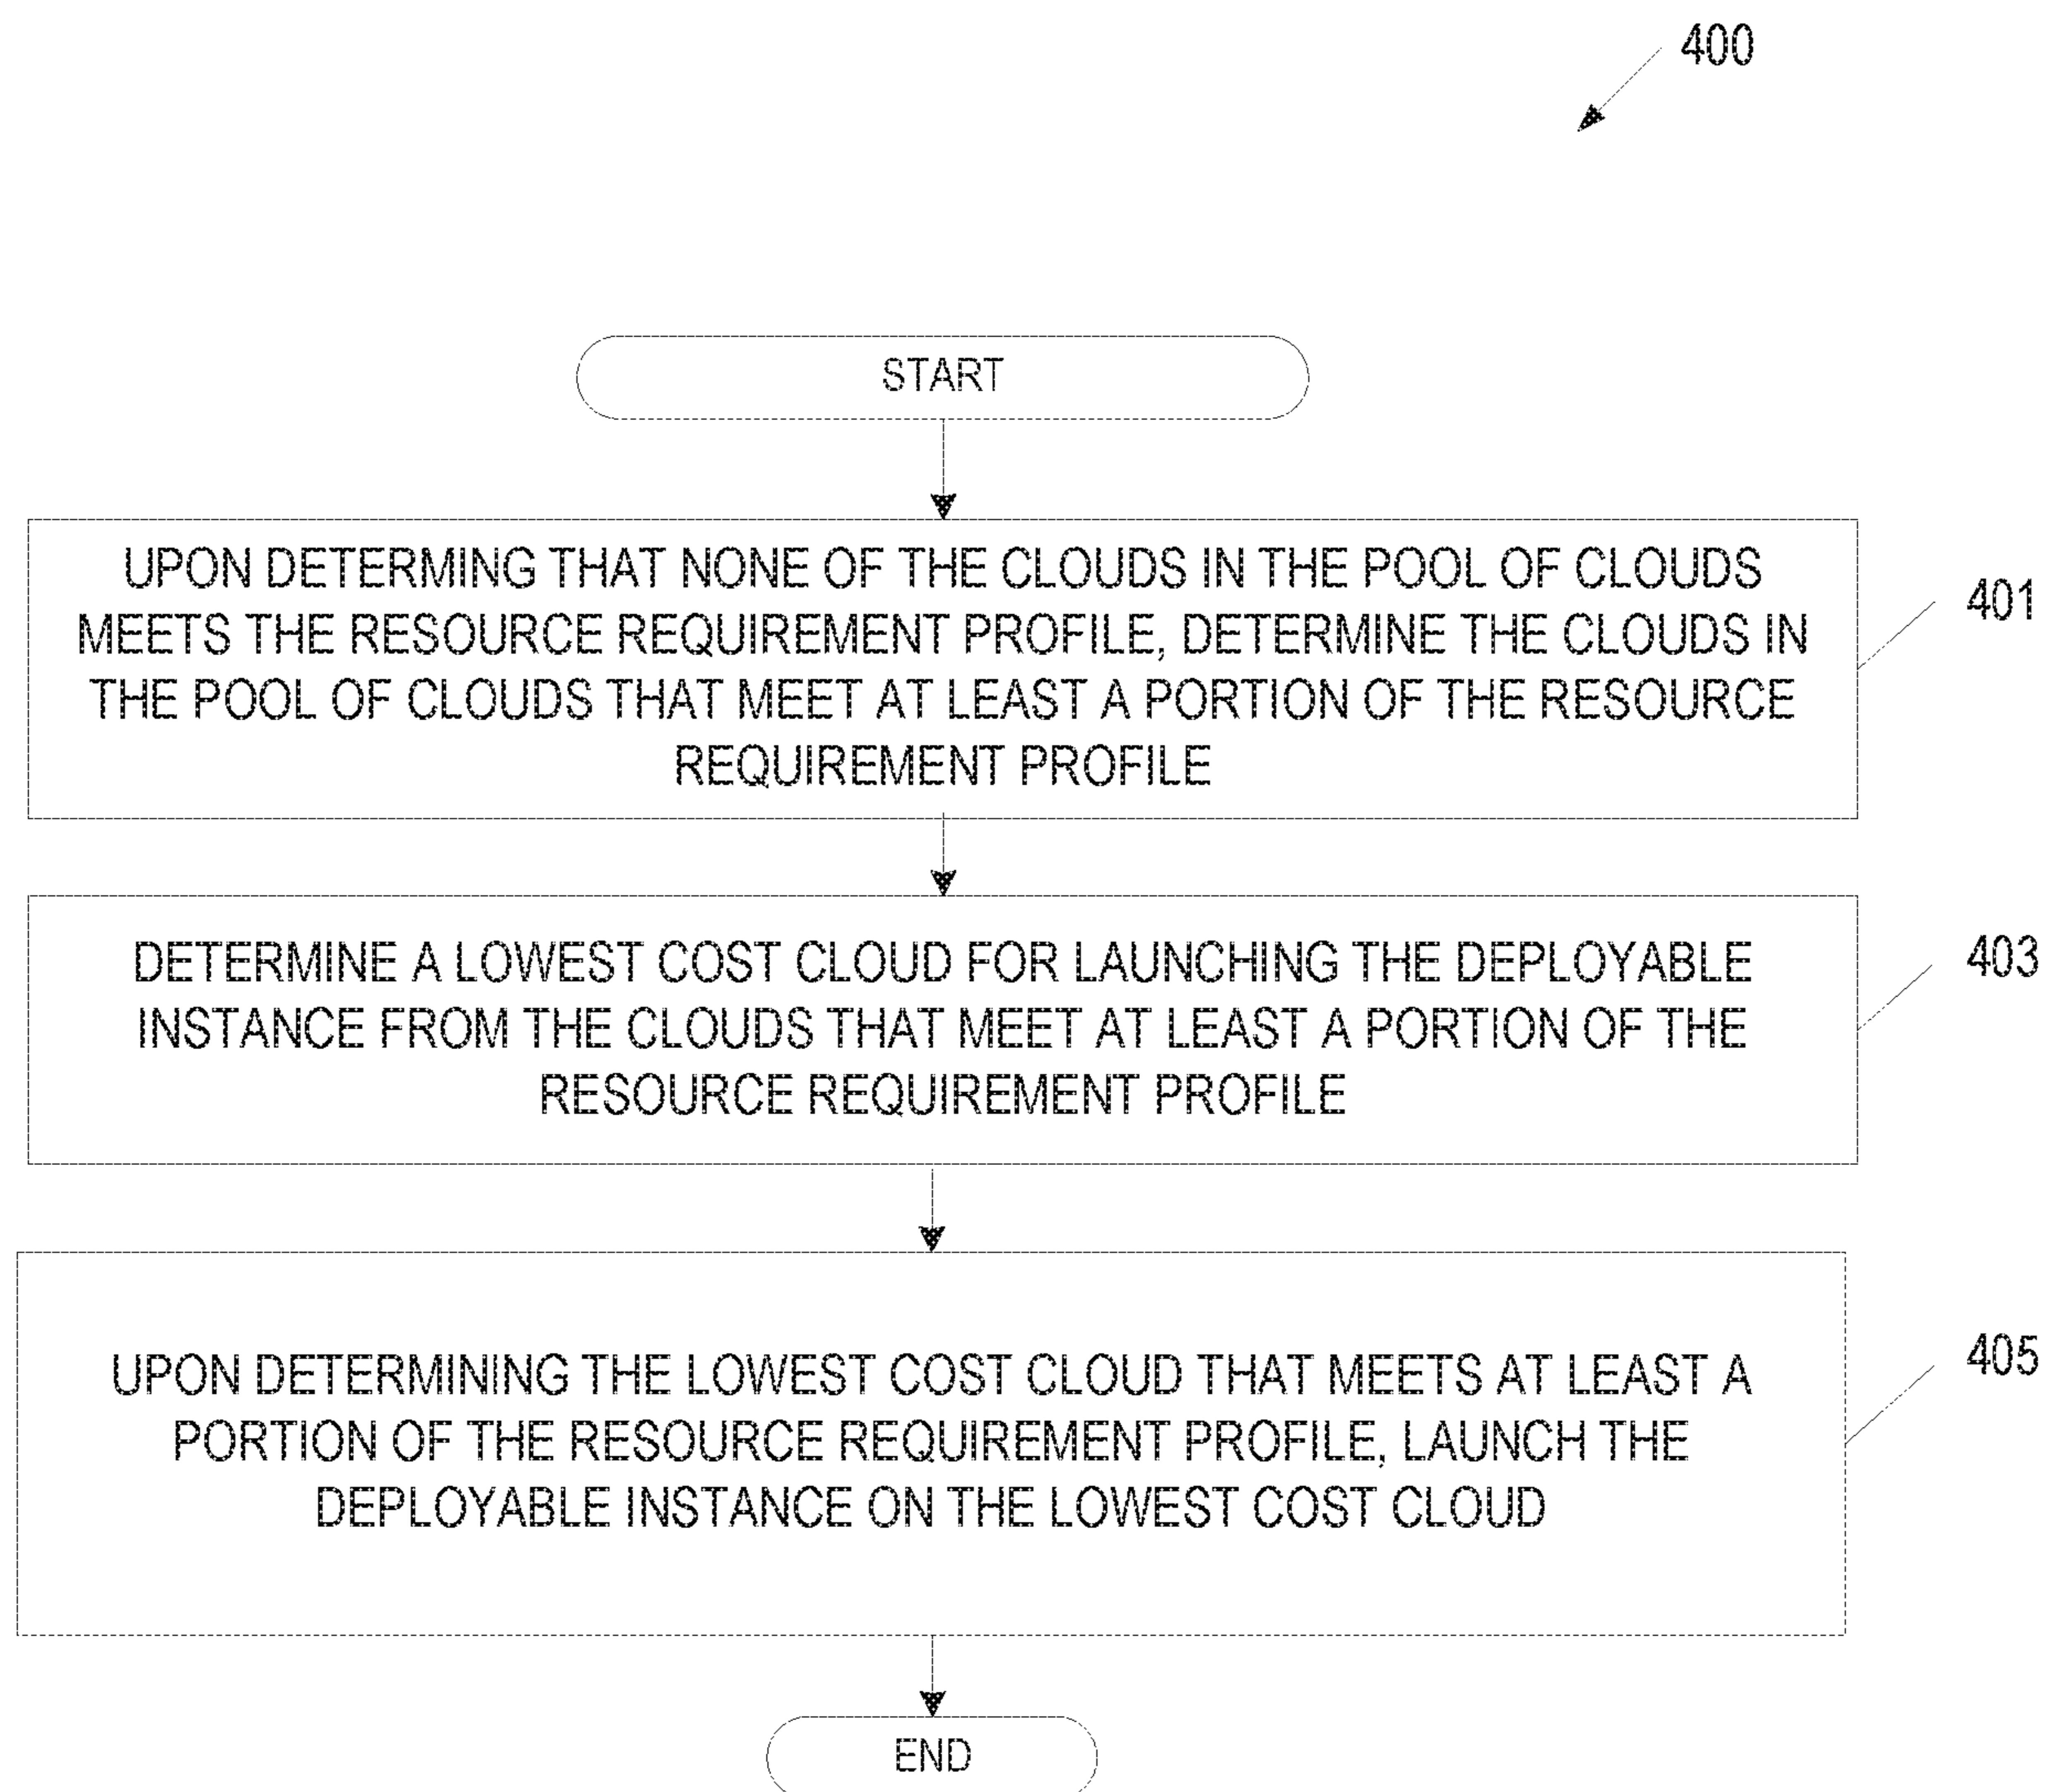 400
START
UPON DETERMING THAT NONE OF THE CLOUDS IN THE POOL OF CLOUDS
MEETS THE RESOURCE REQUIREMENT PROFILE, DETERMINE THE CLOUDS IN
THE POOL OF CLOUDS THAT MEET AT LEAST A PORTION OF THE RESOURCE
REQUIREMENT PROFILE
401
DETERMINE A LOWEST COST CLOUD FOR LAUNCHING THE DEPLOYABLE
INSTANCE FROM THE CLOUDS THAT MEET AT LEAST A PORTION OF THE
RESOURCE REQUIREMENT PROFILE
403
UPON DETERMINING THE LOWEST COST CLOUD THAT MEETS AT LEAST A
PORTION OF THE RESOURCE REQUIREMENT PROFILE, LAUNCH THE
DEPLOYABLE INSTANCE ON THE LOWEST COST CLOUD
405
END